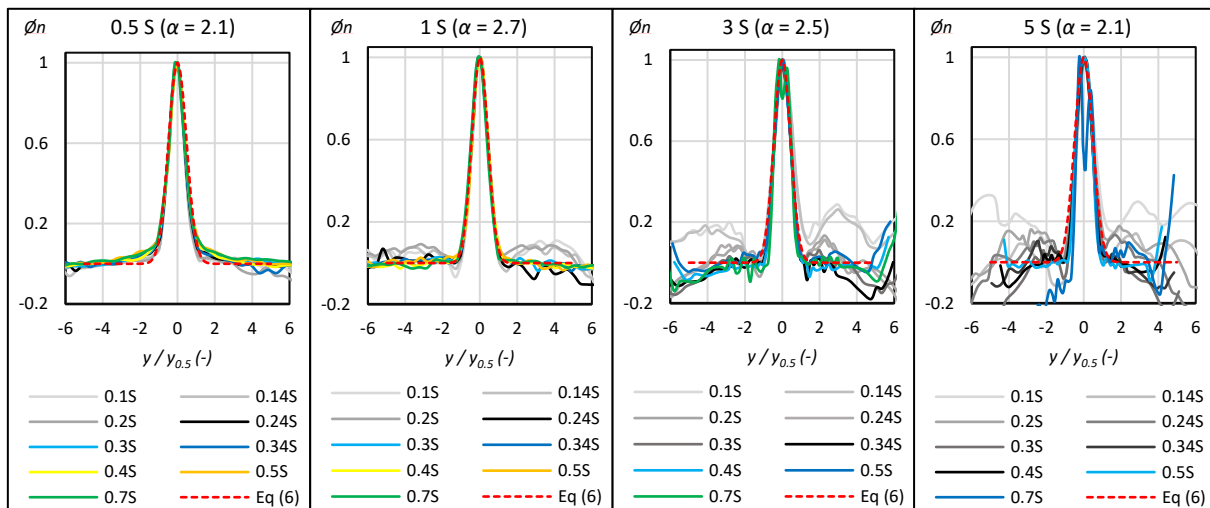 Øn 0.5 S (α = 2.1)
1
0.6
0.2
-0.2
-6 -4 -2 0 2 4 6
y / y0.5 (-)
0.1S 0.14S
0.2S 0.24S
0.3S 0.34S
0.4S 0.5S
0.7S Eq (6)
Øn 1 S (α = 2.7)
1
0.6
0.2
-0.2
-6 -4 -2 0 2 4 6
y / y0.5 (-)
0.1S 0.14S
0.2S 0.24S
0.3S 0.34S
0.4S 0.5S
0.7S Eq (6)
Øn 3 S (α = 2.5)
1
0.6
0.2
-0.2
-6 -4 -2 0 2 4 6
y / y0.5 (-)
0.1S 0.14S
0.2S 0.24S
0.3S 0.34S
0.4S 0.5S
0.7S Eq (6)
Øn 5 S (α = 2.1)
1
0.6
0.2
-0.2
-6 -4 -2 0 2 4 6
y / y0.5 (-)
0.1S 0.14S
0.2S 0.24S
0.3S 0.34S
0.4S 0.5S
0.7S Eq (6)